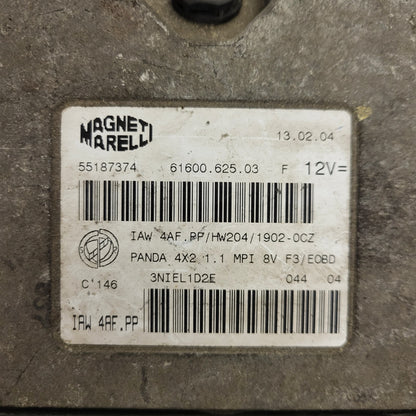 MAGNETI
MARELLI
13.02.04
55187374 61600.625.03 F 12V=
IAW 4AF.PP/HW204/1902-0CZ
PANDA 4X2 1.1 MPI 8V F3/EOBD
C'146 3NIEL1D2E 044 04
IAW 4AF.PP